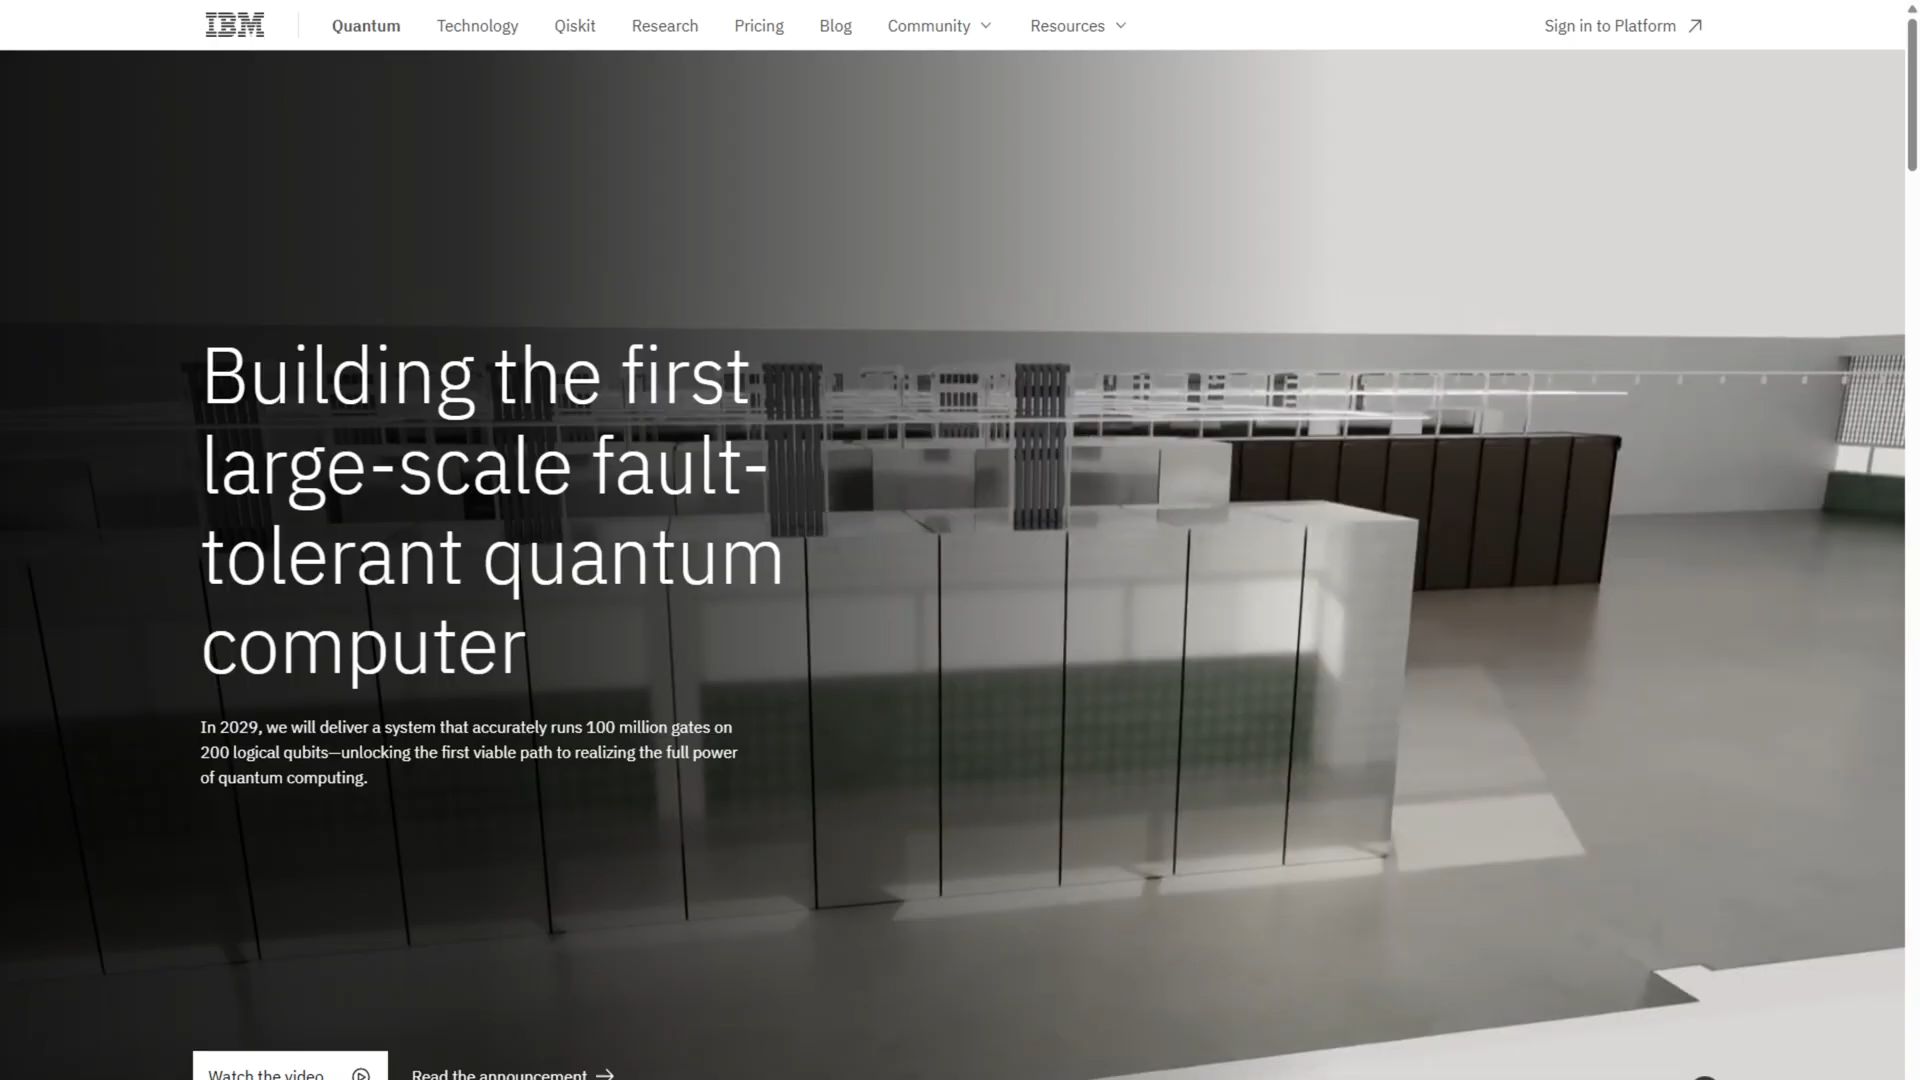 IBM
Quantum
Technology
Qiskit
Research
Pricing
Blog
Community
Resources
Sign in to Platform
Building the first
large-scale fault-
tolerant quantum
computer
In 2029, we will deliver a system that accurately runs 100 million gates on
200 logical qubits—unlocking the first viable path to realizing the full power
of quantum computing.
Watch the video
Read the announcement